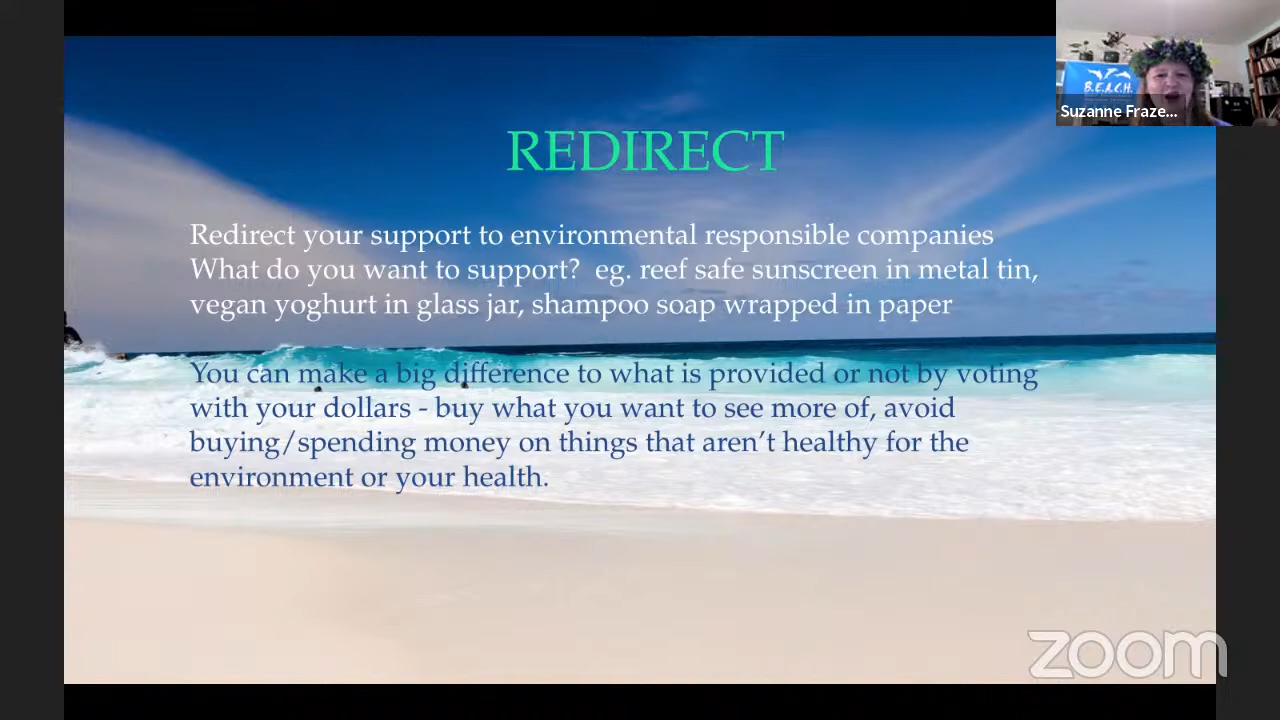 REDIRECT
Redirect your support to environmental responsible companies
What do you want to support?  eg. reef safe sunscreen in metal tin,
vegan yoghurt in glass jar, shampoo soap wrapped in paper
You can make a big difference to what is provided or not by voting
with your dollars - buy what you want to see more of, avoid
buying/spending money on things that aren’t healthy for the
environment or your health.
B.E.A.C.H.
Suzanne Fraze...
zoom